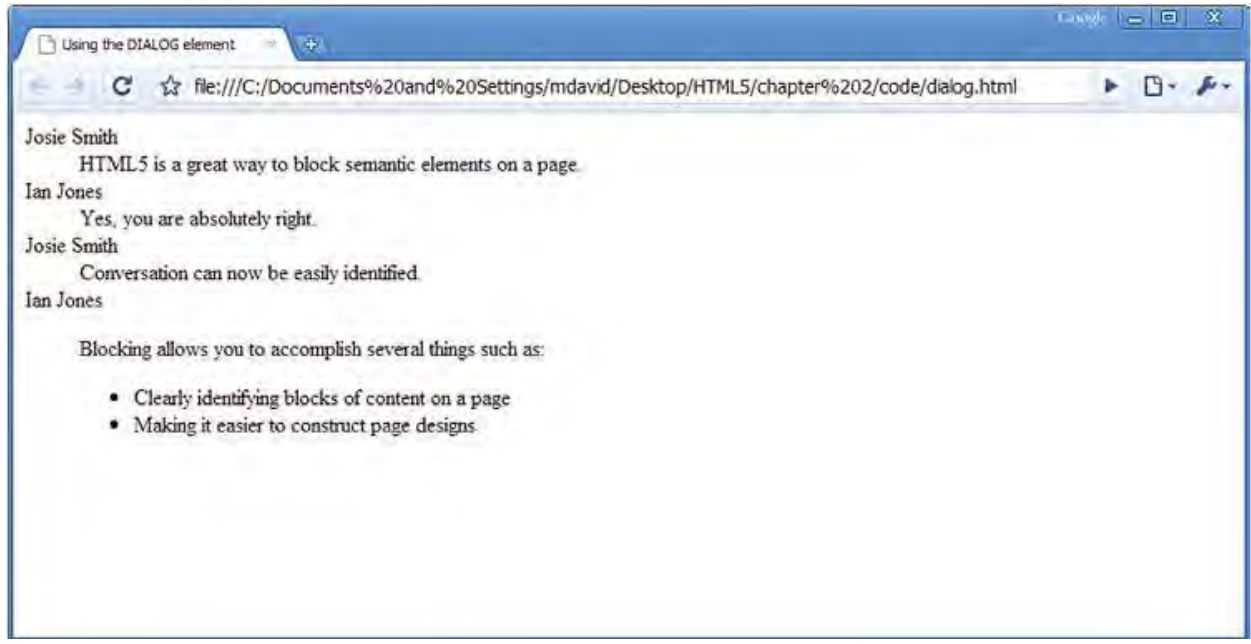 Google
Using the DIALOG element
file:///C:/Documents%20and%20Settings/mdavid/Desktop/HTML5/chapter%202/code/dialog.html
Josie Smith
HTML5 is a great way to block semantic elements on a page.
Ian Jones
Yes, you are absolutely right.
Josie Smith
Conversation can now be easily identified.
Ian Jones
Blocking allows you to accomplish several things such as:
• Clearly identifying blocks of content on a page
• Making it easier to construct page designs